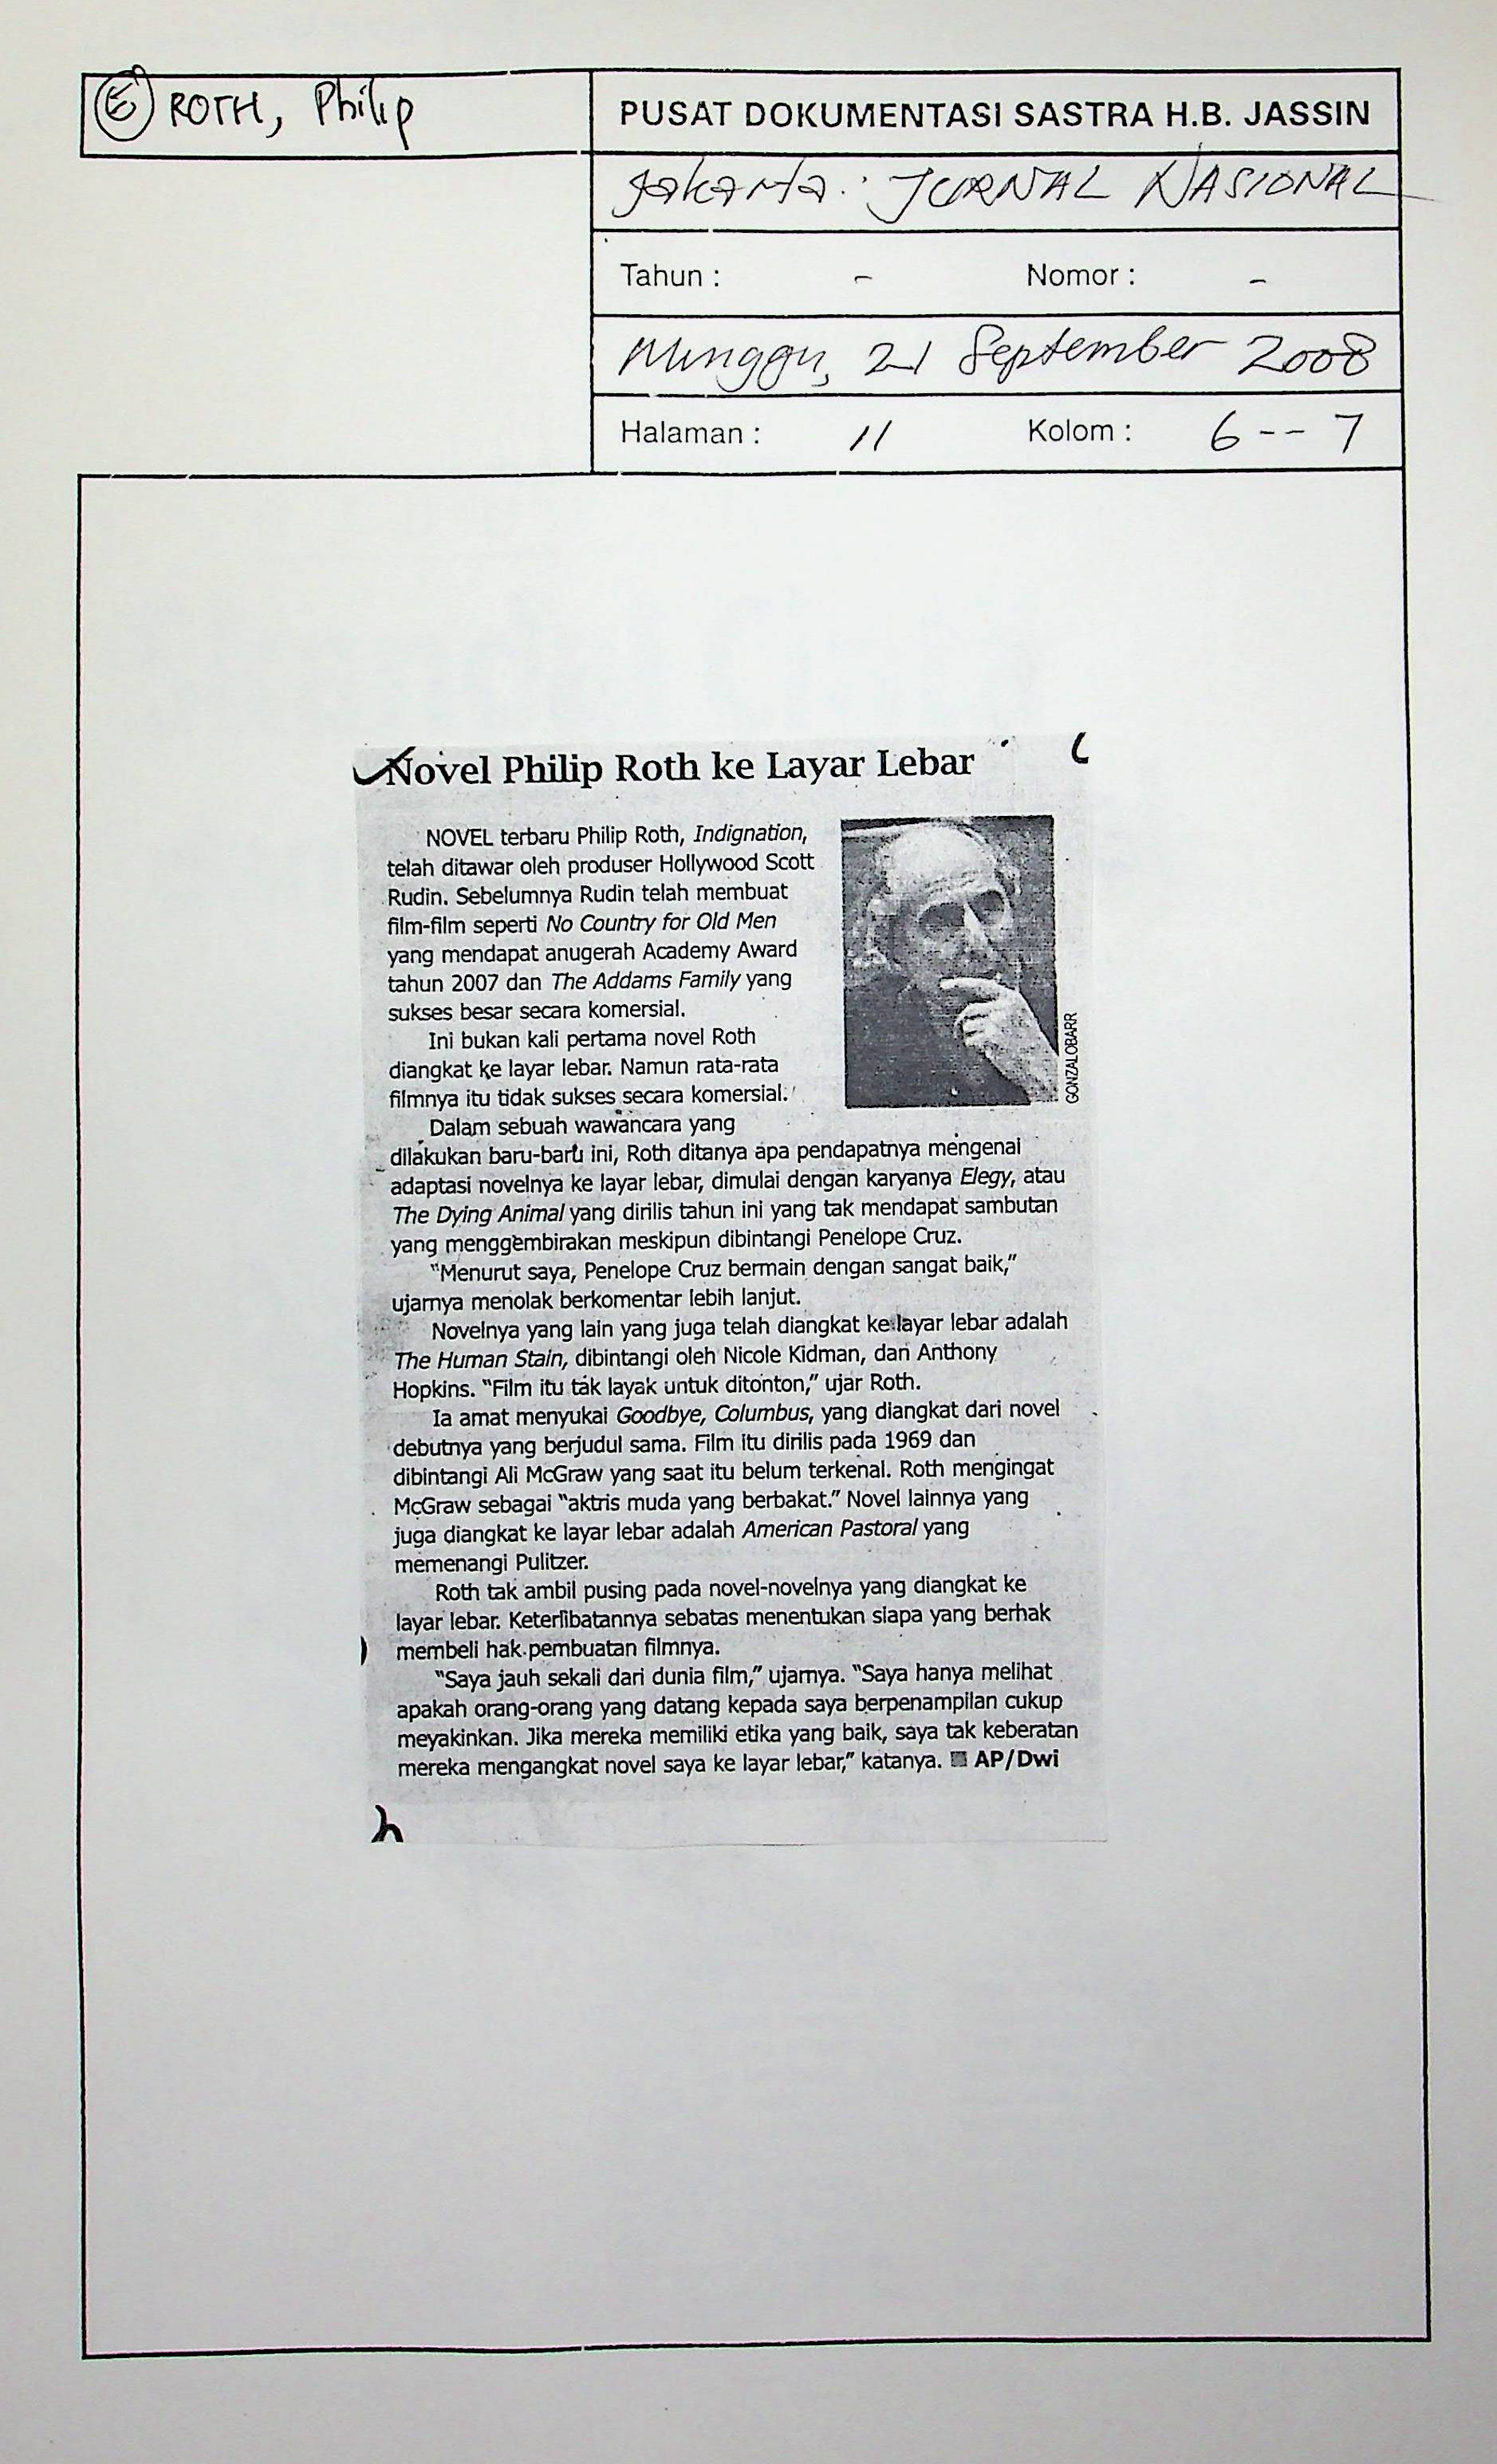 (E) ROTH, Philip
PUSAT DOKUMENTASI SASTRA H.B. JASSIN
Jakarta: JURNAL NASIONAL
Tahun : - Nomor : -
Minggu, 21 September 2008
Halaman : 11 Kolom : 6 -- 7
Novel Philip Roth ke Layar Lebar
NOVEL terbaru Philip Roth, Indignation,
telah ditawar oleh produser Hollywood Scott
Rudin. Sebelumnya Rudin telah membuat
film-film seperti No Country for Old Men
yang mendapat anugerah Academy Award
tahun 2007 dan The Addams Family yang
sukses besar secara komersial.
Ini bukan kali pertama novel Roth
diangkat ke layar lebar. Namun rata-rata
filmnya itu tidak sukses secara komersial.
GONZALOBARR
Dalam sebuah wawancara yang
dilakukan baru-baru ini, Roth ditanya apa pendapatnya mengenai
adaptasi novelnya ke layar lebar, dimulai dengan karyanya Elegy, atau
The Dying Animal yang dirilis tahun ini yang tak mendapat sambutan
yang menggembirakan meskipun dibintangi Penelope Cruz.
“Menurut saya, Penelope Cruz bermain dengan sangat baik,”
ujarnya menolak berkomentar lebih lanjut.
Novelnya yang lain yang juga telah diangkat ke layar lebar adalah
The Human Stain, dibintangi oleh Nicole Kidman, dan Anthony
Hopkins. “Film itu tak layak untuk ditonton,” ujar Roth.
Ia amat menyukai Goodbye, Columbus, yang diangkat dari novel
debutnya yang berjudul sama. Film itu dirilis pada 1969 dan
dibintangi Ali McGraw yang saat itu belum terkenal. Roth mengingat
McGraw sebagai “aktris muda yang berbakat.” Novel lainnya yang
juga diangkat ke layar lebar adalah American Pastoral yang
memenangi Pulitzer.
Roth tak ambil pusing pada novel-novelnya yang diangkat ke
layar lebar. Keterlibatannya sebatas menentukan siapa yang berhak
membeli hak pembuatan filmnya.
“Saya jauh sekali dari dunia film,” ujarnya. “Saya hanya melihat
apakah orang-orang yang datang kepada saya berpenampilan cukup
meyakinkan. Jika mereka memiliki etika yang baik, saya tak keberatan
mereka mengangkat novel saya ke layar lebar,” katanya. ■ AP/Dwi